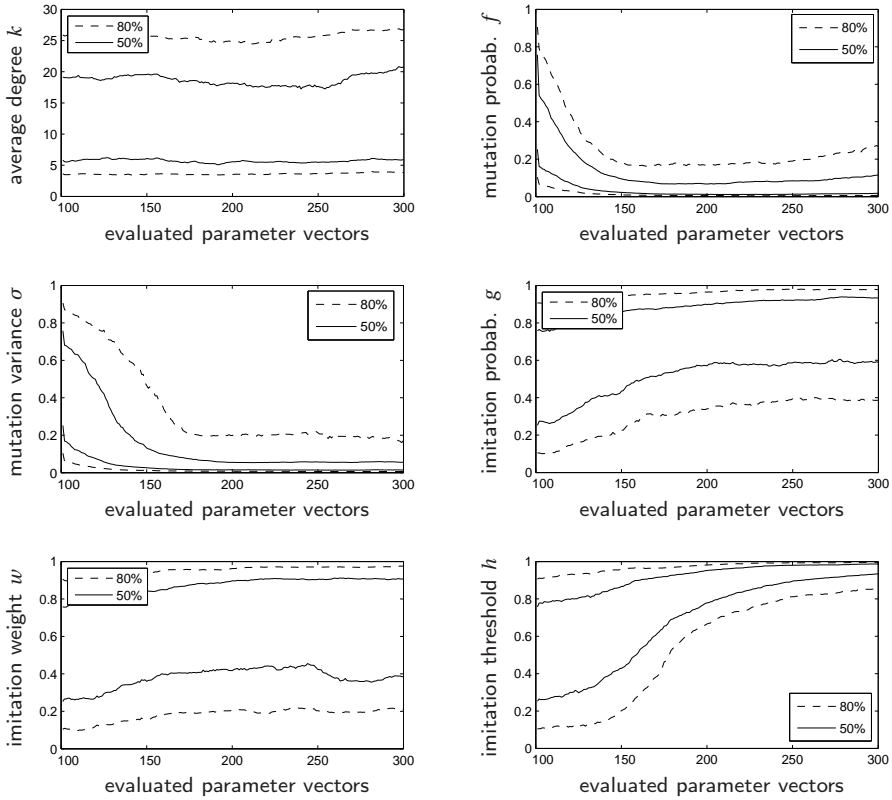 average degree k
30
25
20
15
10
5
0
80%
50%
100 150 200 250 300
evaluated parameter vectors
mutation probab. f
1
0.8
0.6
0.4
0.2
0
80%
50%
100 150 200 250 300
evaluated parameter vectors
mutation variance σ
1
0.8
0.6
0.4
0.2
0
80%
50%
100 150 200 250 300
evaluated parameter vectors
imitation probab. g
1
0.8
0.6
0.4
0.2
0
80%
50%
100 150 200 250 300
evaluated parameter vectors
imitation weight w
1
0.8
0.6
0.4
0.2
0
80%
50%
100 150 200 250 300
evaluated parameter vectors
imitation threshold h
1
0.8
0.6
0.4
0.2
0
80%
50%
100 150 200 250 300
evaluated parameter vectors